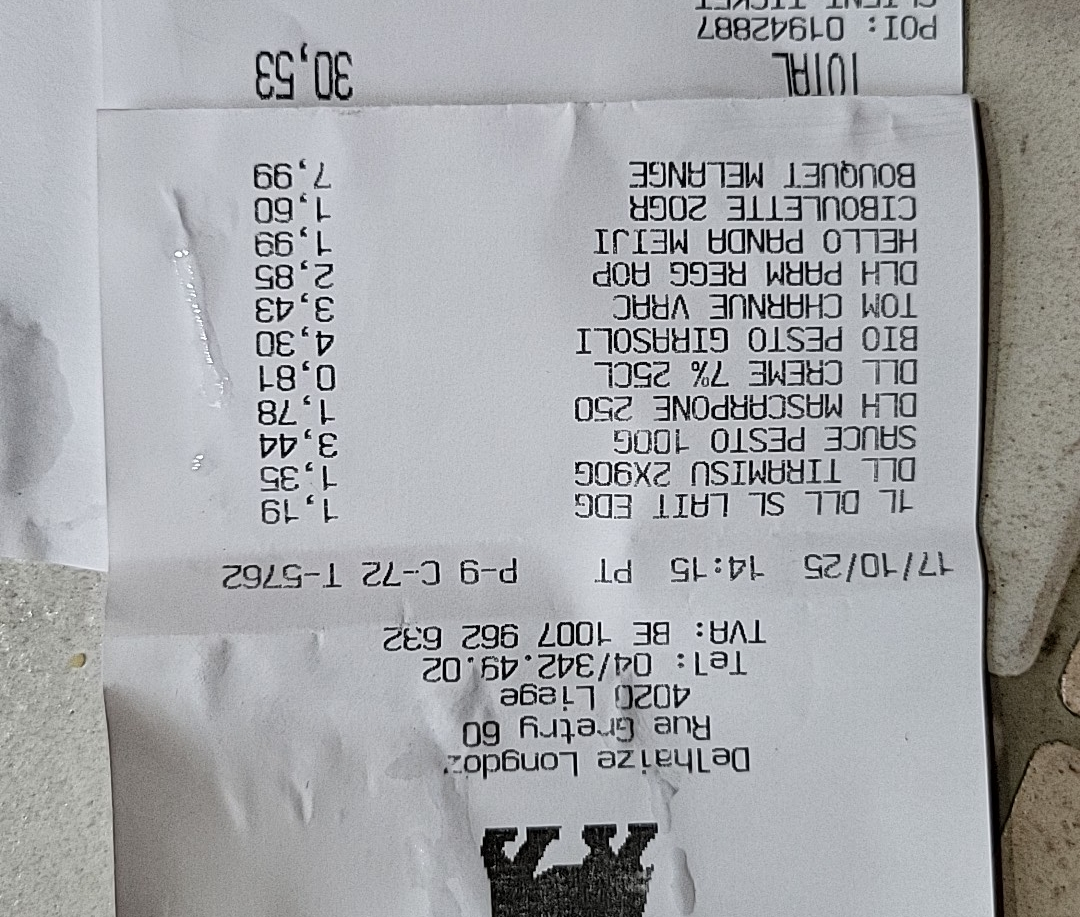 Delhaize Longdoz
Rue Gretry 60
4020 Liege
Tel: 04/342.49.02
TVA: BE 1007 962 632
17/10/25 14:15 PT P-9 C-72 T-5762
1L DLL SL LAIT EDG 1,19
DLL TIRAMISU 2X90G 1,35
SAUCE PESTO 100G 3,44
DLH MASCARPONE 250 1,78
DLL CREME 7% 25CL 0,81
BIO PESTO GIRASOLI 4,30
TOM CHARNUE VRAC 3,43
DLH PARM REGG AOP 2,85
HELLO PANDA MEIJI 1,99
CIBOULETTE 20GR 1,60
BOUQUET MELANGE 7,99
TOTAL 30,53
POI: 01942887
CLIENT TICKET